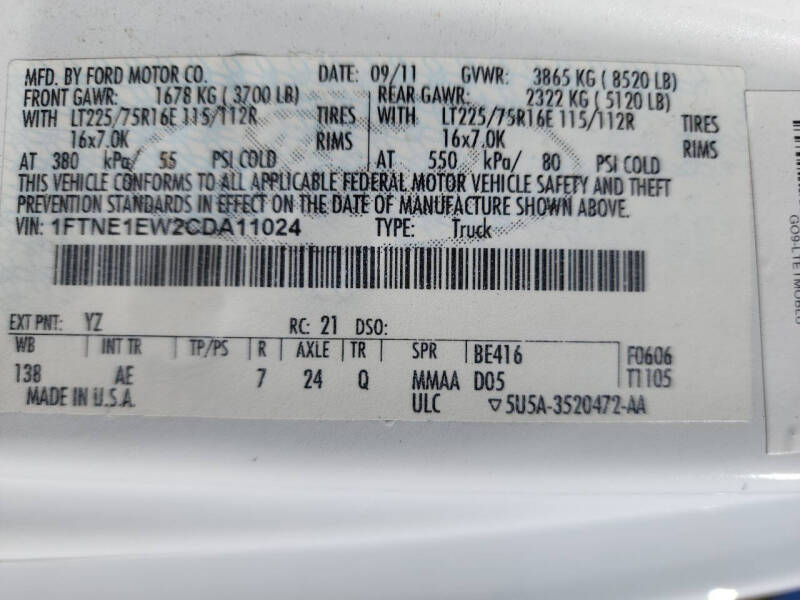 MFD. BY FORD MOTOR CO. DATE: 09/11 GVWR: 3865 KG ( 8520 LB)
FRONT GAWR: 1678 KG ( 3700 LB) REAR GAWR: 2322 KG ( 5120 LB)
WITH LT225/75R16E 115/112R TIRES WITH LT225/75R16E 115/112R TIRES
16x7.0K RIMS 16x7.0K RIMS
AT 380 kPa/ 55 PSI COLD AT 550 kPa/ 80 PSI COLD
THIS VEHICLE CONFORMS TO ALL APPLICABLE FEDERAL MOTOR VEHICLE SAFETY AND THEFT
PREVENTION STANDARDS IN EFFECT ON THE DATE OF MANUFACTURE SHOWN ABOVE.
VIN: 1FTNE1EW2CDA11024 TYPE: Truck
EXT PNT: YZ RC: 21 DSO:
WB INT TR TP/PS R AXLE TR SPR BE416 F0606
138 AE 7 24 Q MMAA D05 T1105
MADE IN U.S.A. ULC ▽5U5A-3520472-AA